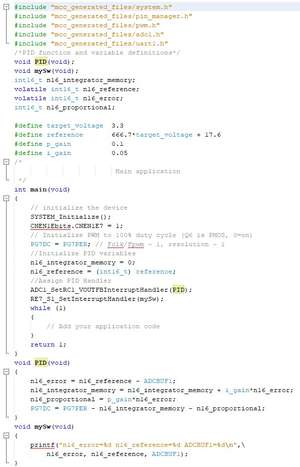 #include "mcc_generated_files/system.h"
#include "mcc_generated_files/pin_manager.h"
#include "mcc_generated_files/pwm.h"
#include "mcc_generated_files/adc1.h"
#include "mcc_generated_files/uart1.h"
/*PID function and variable definitions*/
void PID(void);
void mySw(void);
int16_t n16_integrator_memory;
volatile int16_t n16_reference;
volatile int16_t n16_error;
int16_t n16_proportional;
#define target_voltage 3.3
#define reference 666.7*target_voltage + 17.6
#define p_gain 0.1
#define i_gain 0.05
/*
Main application
*/
int main(void)
{
// initialize the device
SYSTEM_Initialize();
CMEN1Ebits.CHEN1E7 = 1;
// Initialize PWM to 100% duty cycle (Q6 is PMOS, 0=on)
PG7DC = PG7PER; // Fclk/Fpwm - 1, resolution - 1
//Initialize PID variables
n16_integrator_memory = 0;
n16_reference = (int16_t) reference;
//Assign PID Handler
ADC1_SetRC1_VOUTFBInterruptHandler(PID);
RE7_S1_SetInterruptHandler(mySw);
while (1)
{
// Add your application code
}
return 1;
}
void PID(void)
{
n16_error = n16_reference - ADCBUF1;
n16_integrator_memory = n16_integrator_memory + i_gain*n16_error;
n16_proportional = p_gain*n16_error;
PG7DC = PG7PER - n16_integrator_memory - n16_proportional;
}
void mySw(void)
{
printf("n16_error=%d n16_reference=%d ADCBUF1=%d\n",\
n16_error, n16_reference, ADCBUF1);
}